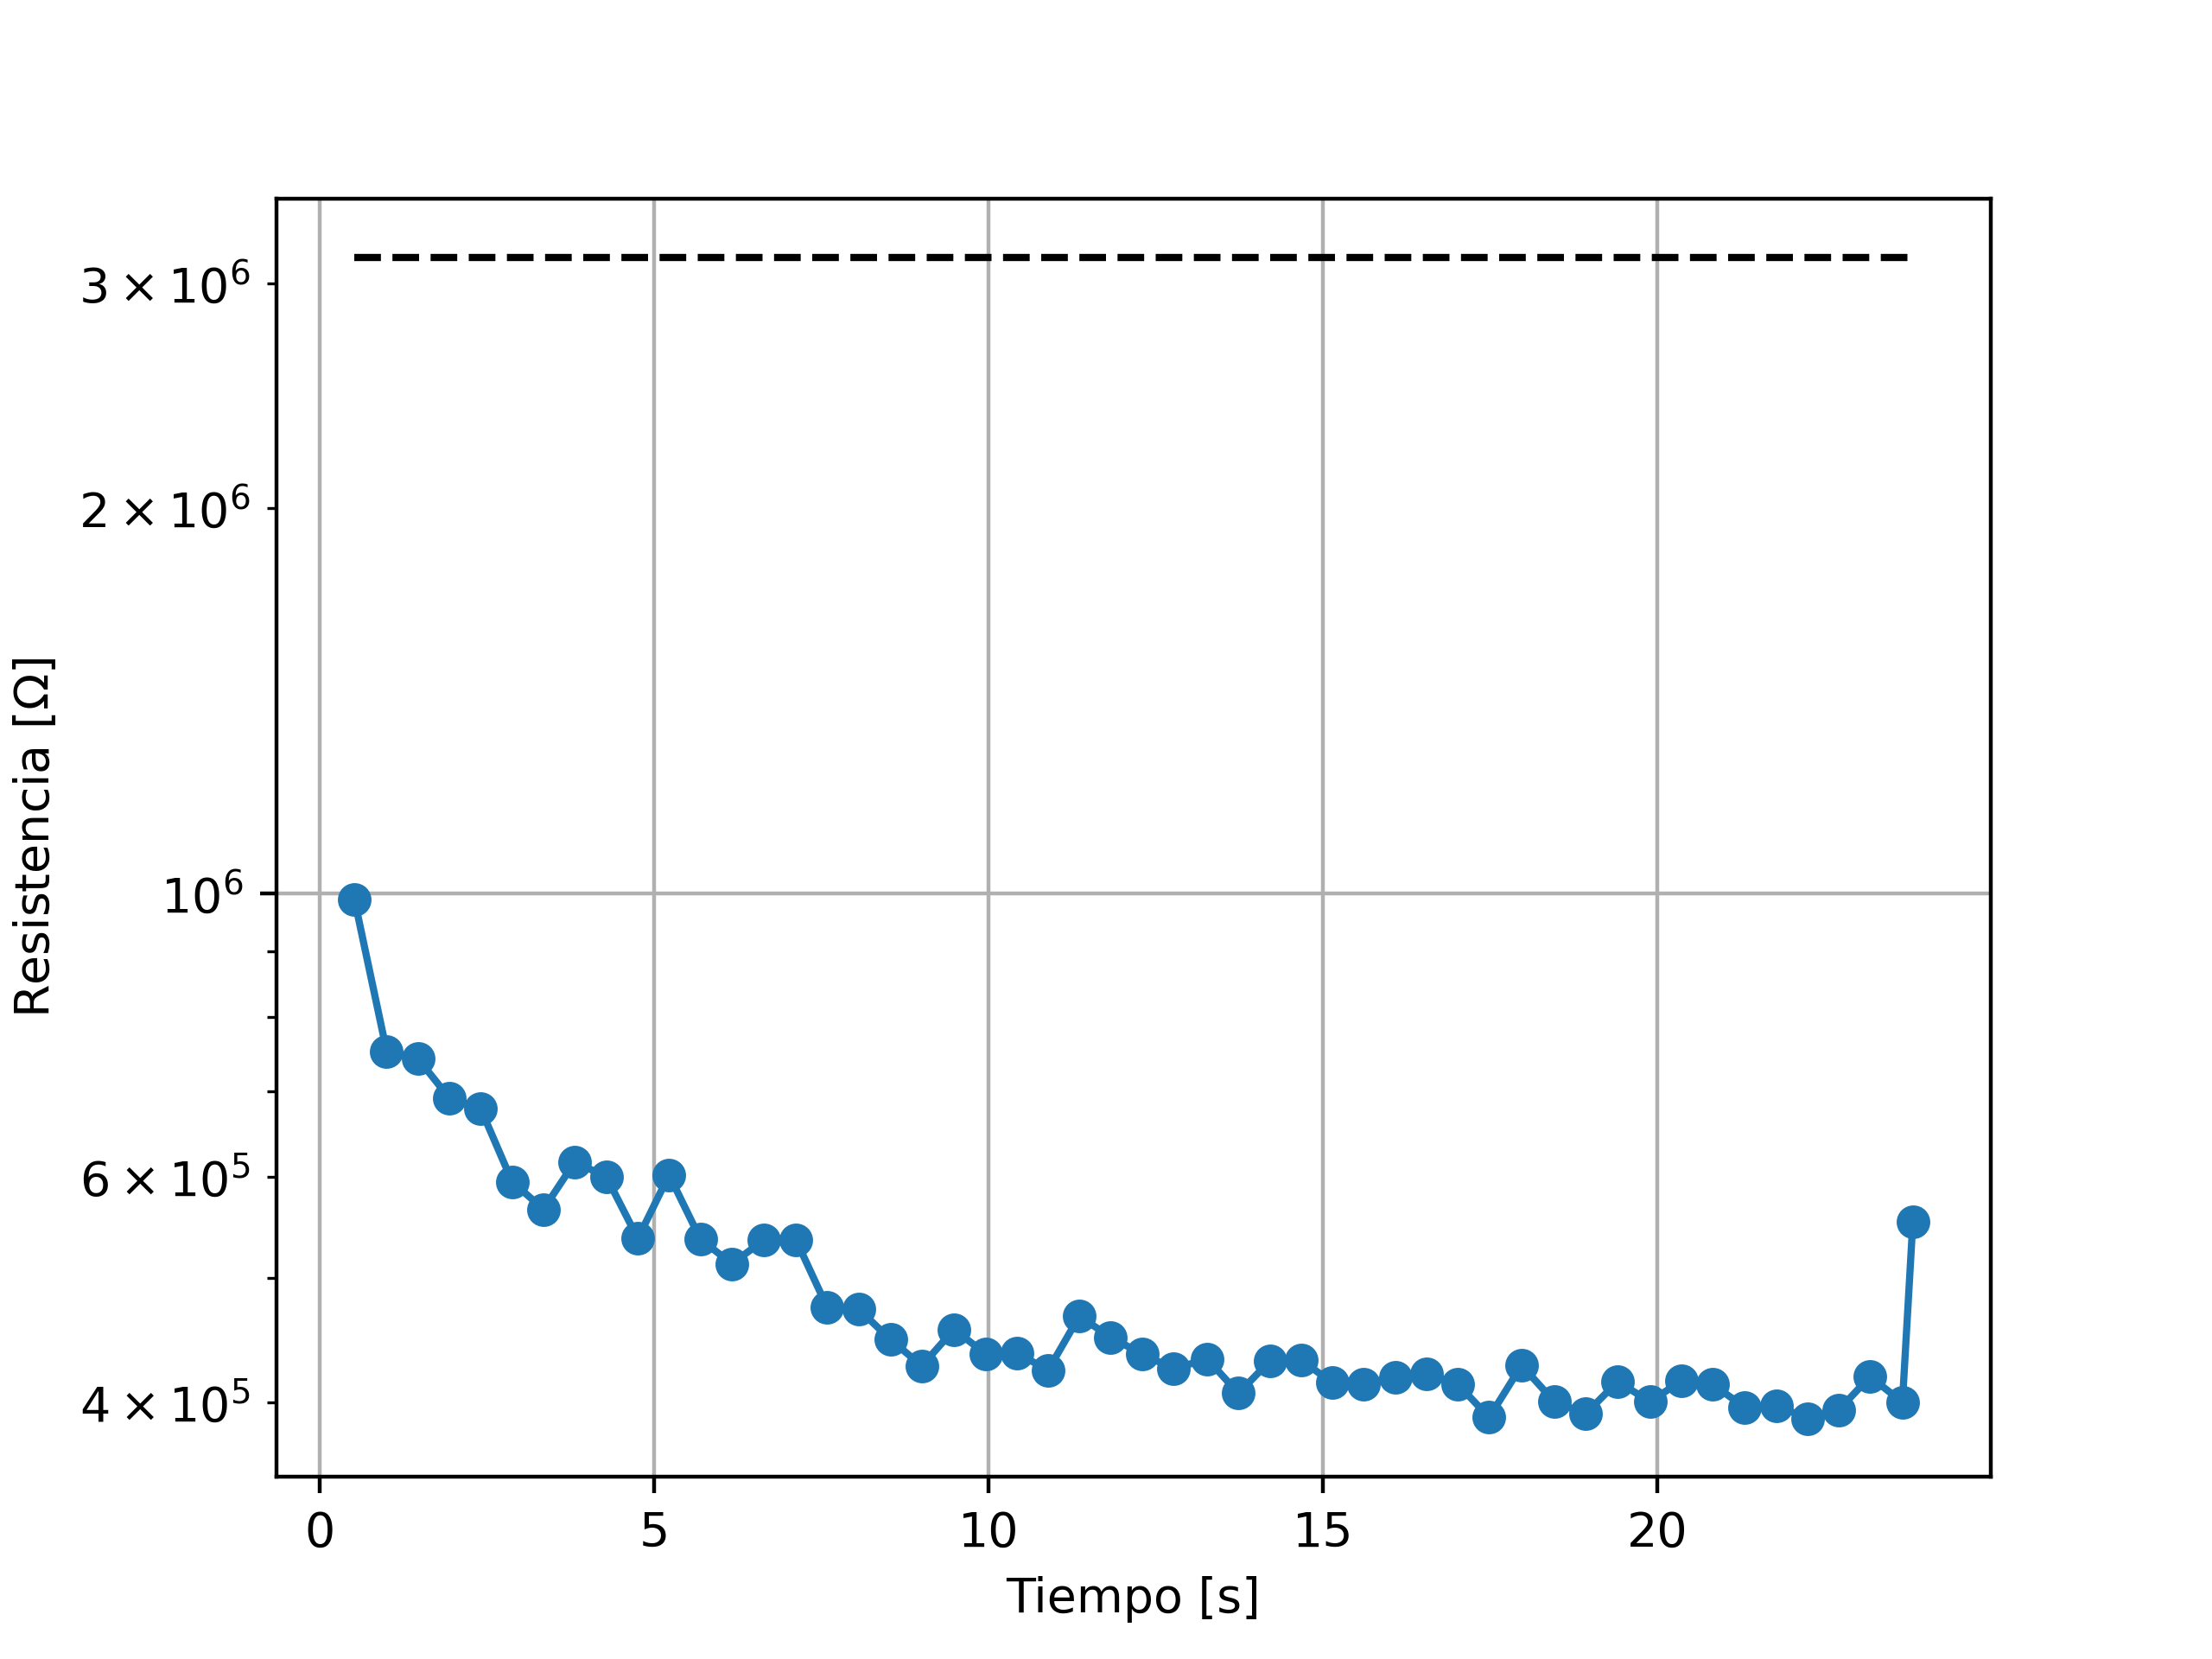 Resistencia [Ω]
3 × 10⁶
2 × 10⁶
10⁶
6 × 10⁵
4 × 10⁵
0 5 10 15 20
Tiempo [s]